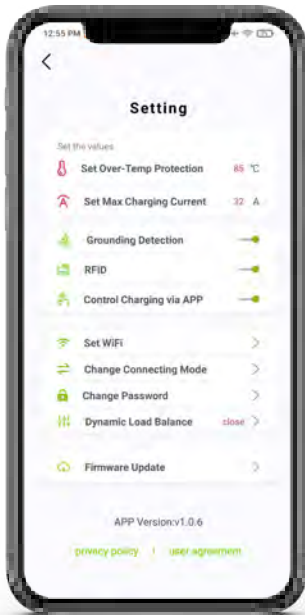 12:55 PM
Setting
Set the values
Set Over-Temp Protection 85 °C
Set Max Charging Current 32 A
Grounding Detection
RFID
Control Charging via APP
Set WiFi
Change Connecting Mode
Change Password
Dynamic Load Balance close
Firmware Update
APP Version:v1.0.6
privacy policy | user agreement